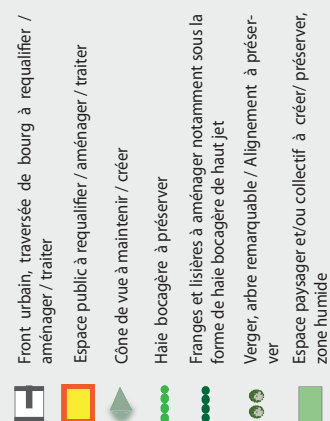 Front urbain, traversée de bourg à requalifier /
aménager / traiter
Espace public à requalifier / aménager / traiter
Cône de vue à maintenir / créer
Haie bocagère à préserver
Franges et lisières à aménager notamment sous la
forme de haie bocagère de haut jet
Verger, arbre remarquable / Alignement à préser-
ver
Espace paysager et/ou collectif à créer/ préserver,
zone humide